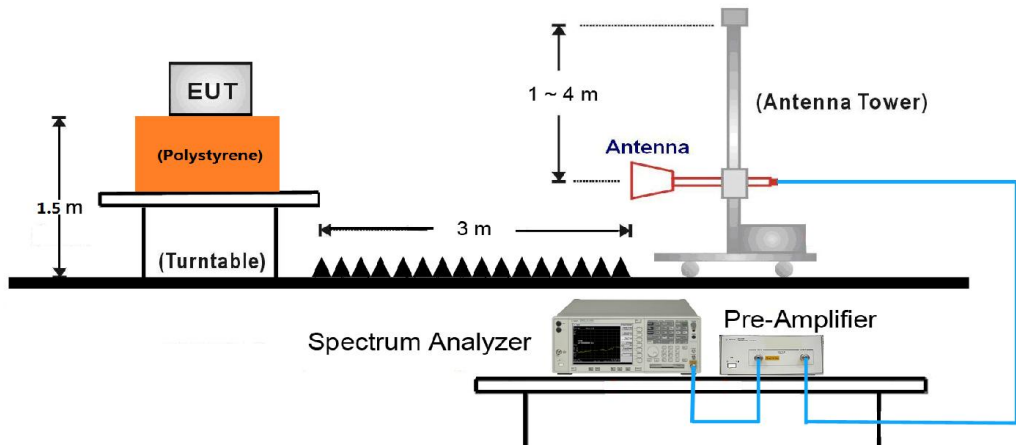 EUT
(Polystyrene)
1.5 m
(Turntable)
3 m
1 ~ 4 m
Antenna
(Antenna Tower)
Spectrum Analyzer
Pre-Amplifier